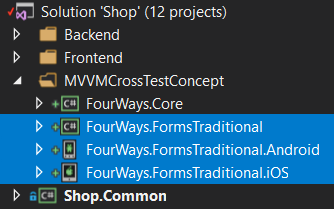 Solution 'Shop' (12 projects)
Backend
Frontend
MVVMCrossTestConcept
FourWays.Core
FourWays.FormsTraditional
FourWays.FormsTraditional.Android
FourWays.FormsTraditional.iOS
Shop.Common